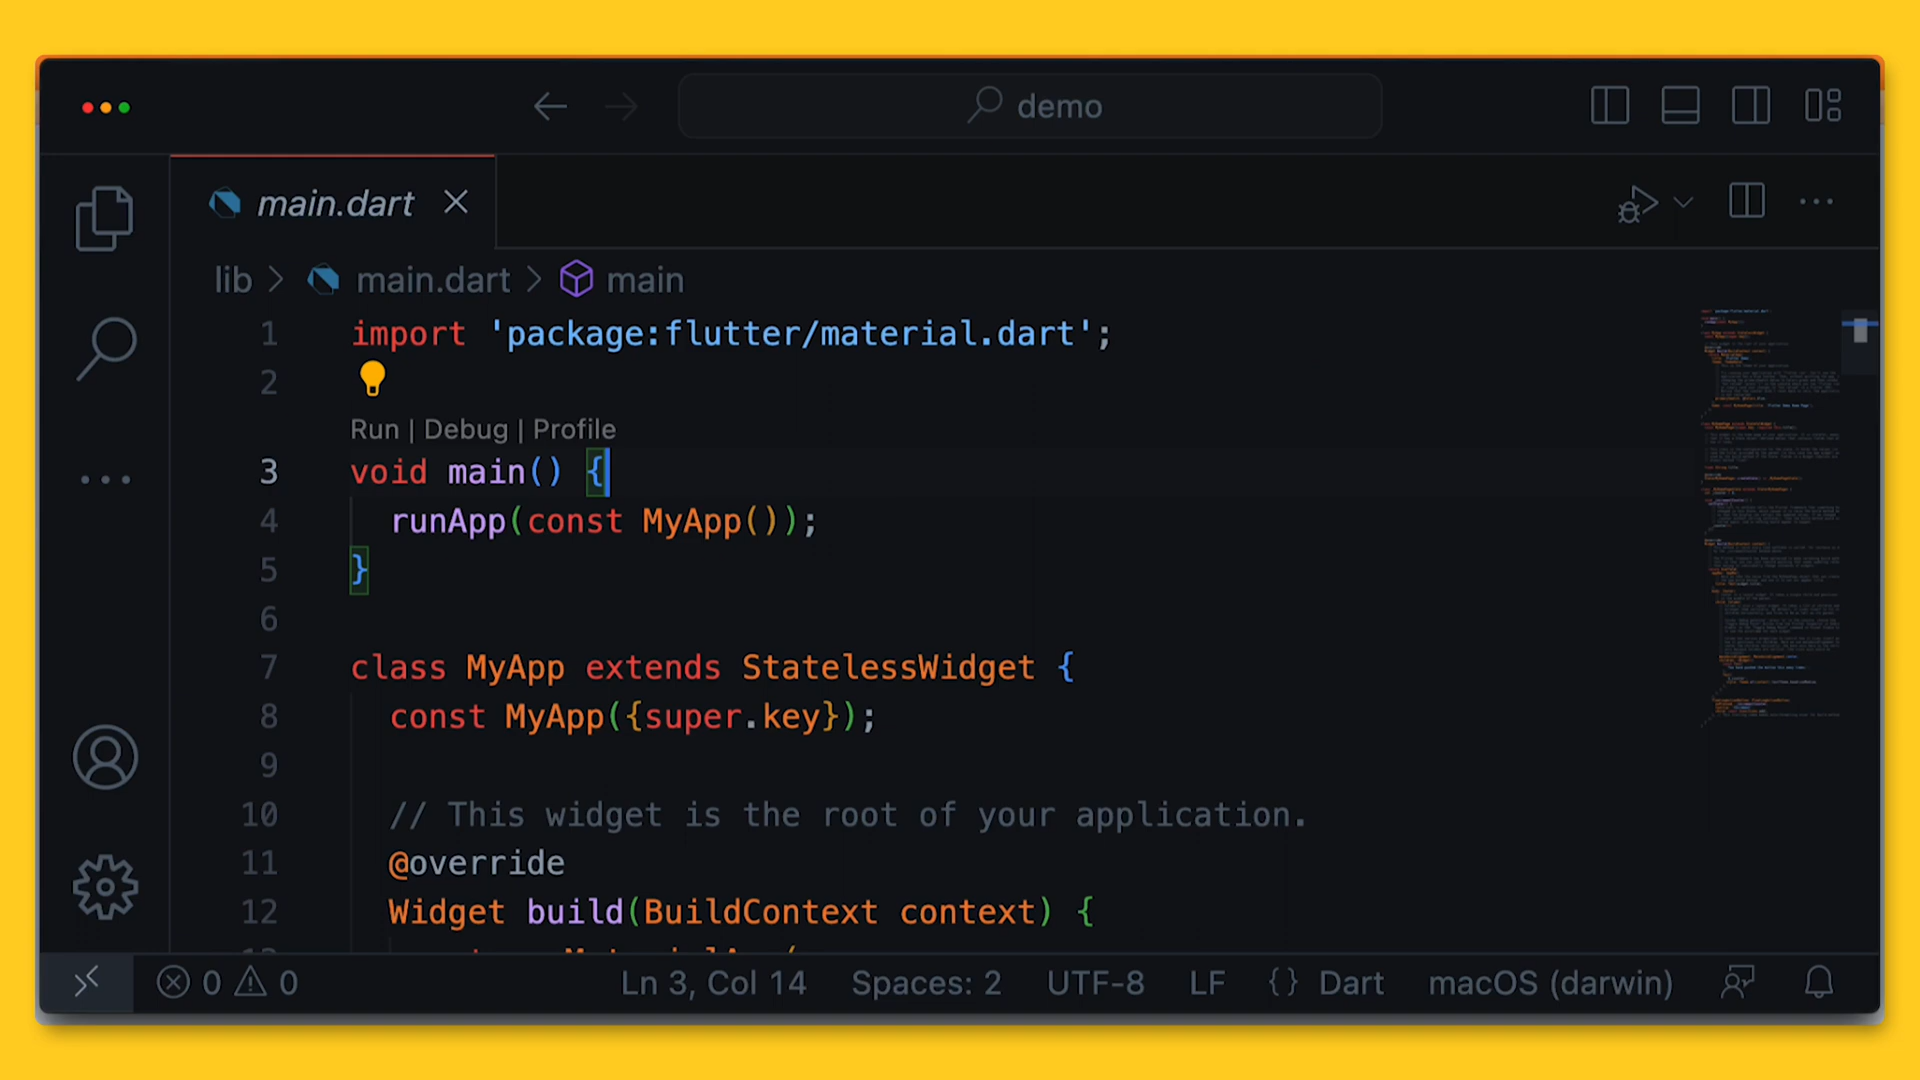 demo
main.dart
lib > main.dart > main
1 import 'package:flutter/material.dart';
2
Run | Debug | Profile
3 void main() {
4 runApp(const MyApp());
5 }
6
7 class MyApp extends StatelessWidget {
8 const MyApp({super.key});
9
10 // This widget is the root of your application.
11 @override
12 Widget build(BuildContext context) {
0 0 Ln 3, Col 14 Spaces: 2 UTF-8 LF {} Dart macOS (darwin)